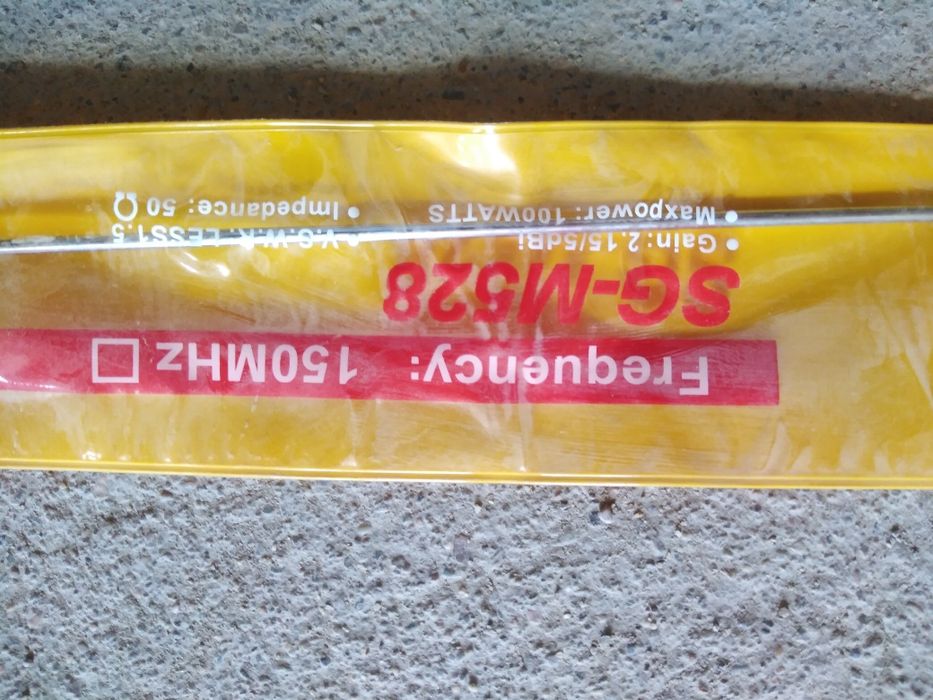 Frequency: 150MHz □
SG-M528
• Gain:2.15/5dBi • V.S.W.R. LESS1.5
• Maxpower: 100WATTS • Impedance: 50 Ω